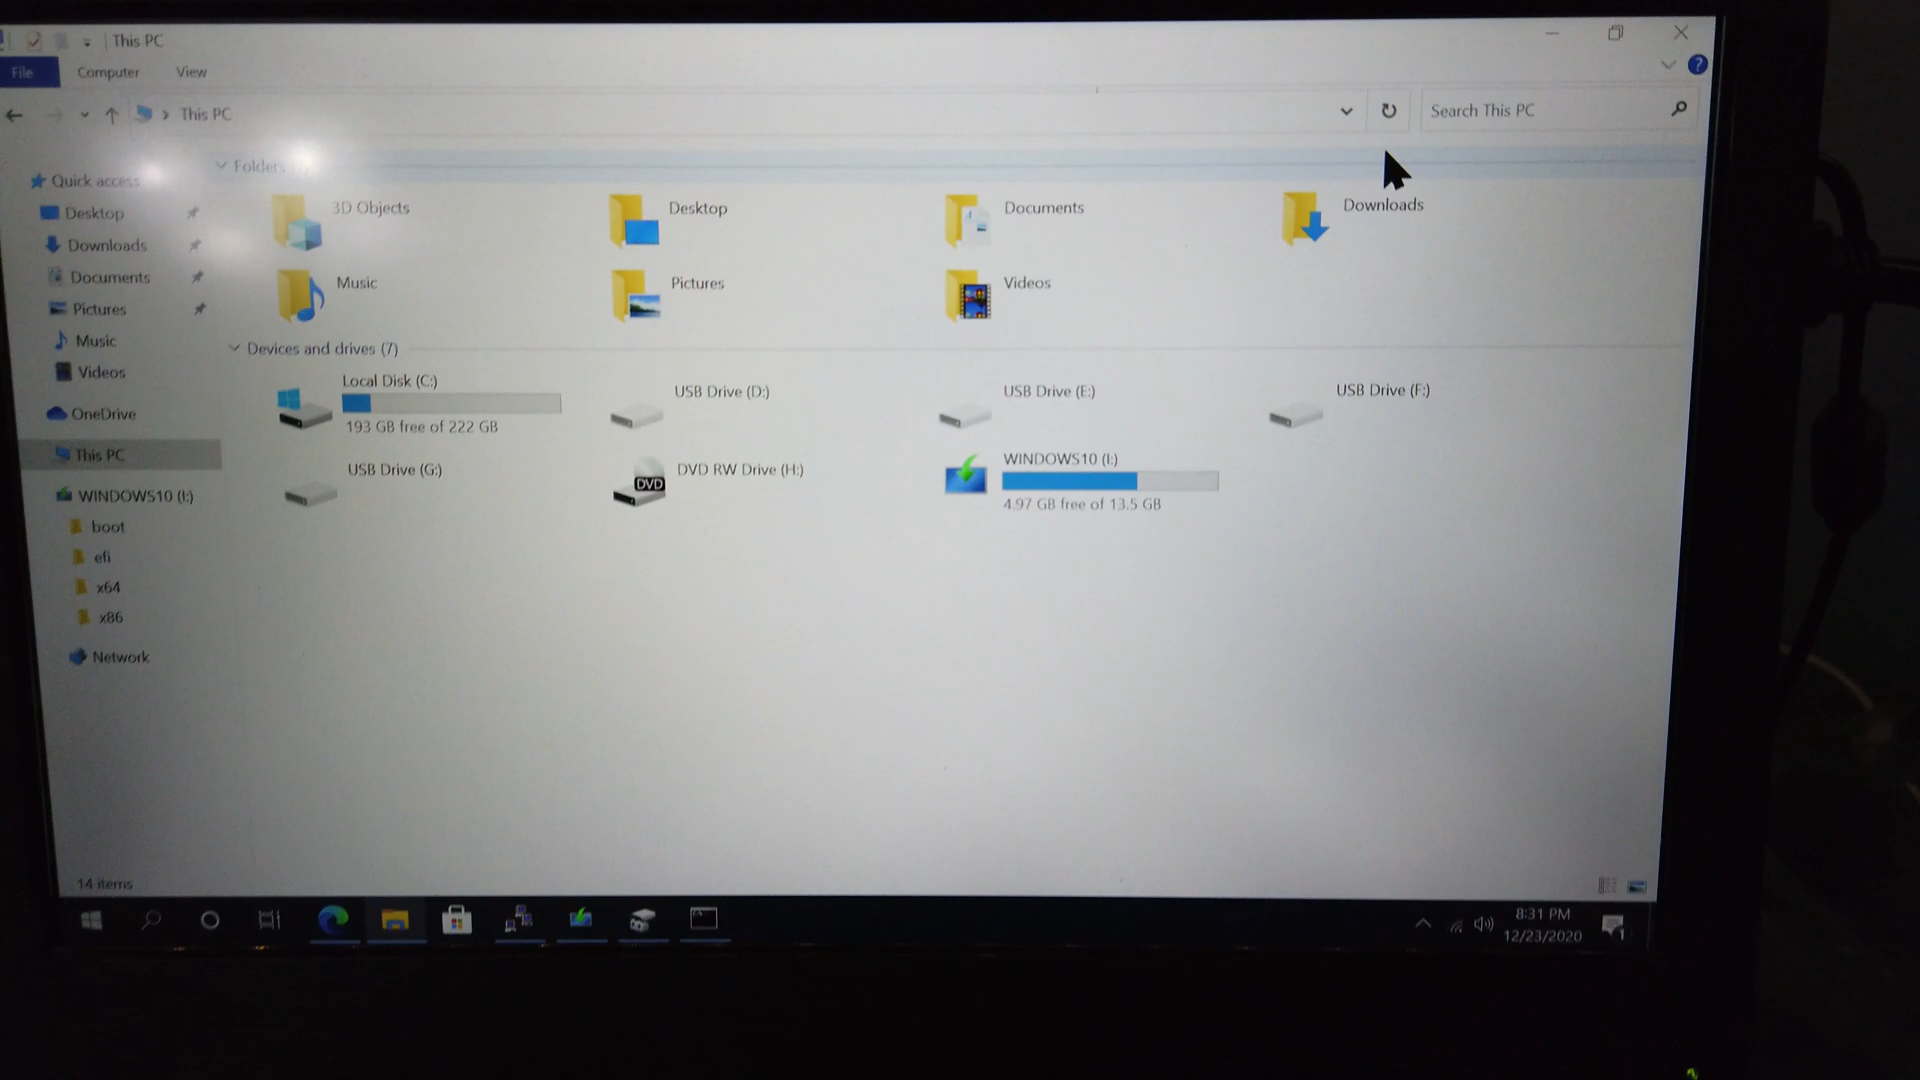 This PC
File
Computer
View
This PC
Search This PC
Quick access
Desktop
Downloads
Documents
Pictures
Music
Videos
OneDrive
This PC
WINDOWS10 (I:)
boot
efi
x64
x86
Network
Folders
3D Objects
Desktop
Documents
Downloads
Music
Pictures
Videos
Devices and drives (7)
Local Disk (C:)
193 GB free of 222 GB
USB Drive (D:)
USB Drive (E:)
USB Drive (F:)
USB Drive (G:)
DVD RW Drive (H:)
DVD
WINDOWS10 (I:)
4.97 GB free of 13.5 GB
14 items
8:31 PM
12/23/2020
1